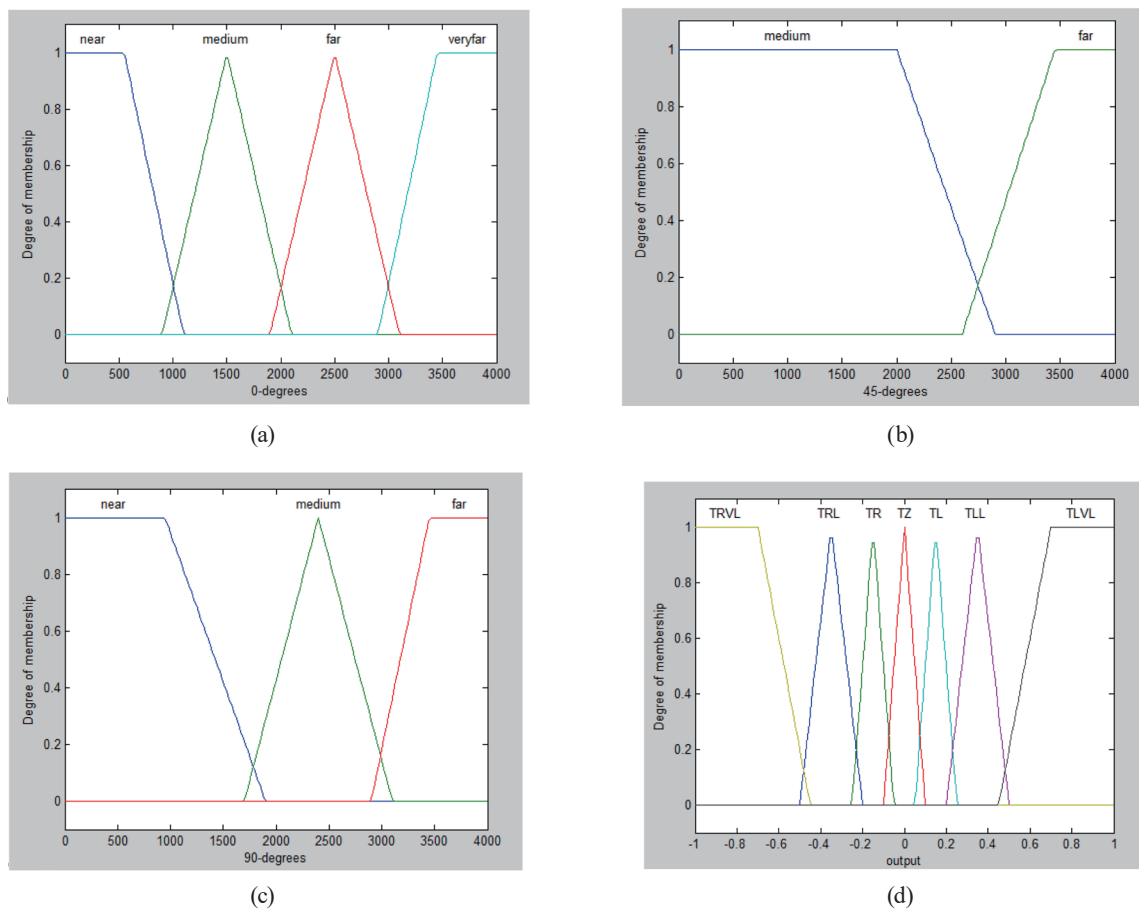 near medium far veryfar
Degree of membership
1
0.8
0.6
0.4
0.2
0
0 500 1000 1500 2000 2500 3000 3500 4000
0-degrees
(a)
medium far
Degree of membership
1
0.8
0.6
0.4
0.2
0
0 500 1000 1500 2000 2500 3000 3500 4000
45-degrees
(b)
near medium far
Degree of membership
1
0.8
0.6
0.4
0.2
0
0 500 1000 1500 2000 2500 3000 3500 4000
90-degrees
(c)
TRVL TRL TR TZ TL TLL TLVL
Degree of membership
1
0.8
0.6
0.4
0.2
0
-1 -0.8 -0.6 -0.4 -0.2 0 0.2 0.4 0.6 0.8 1
output
(d)